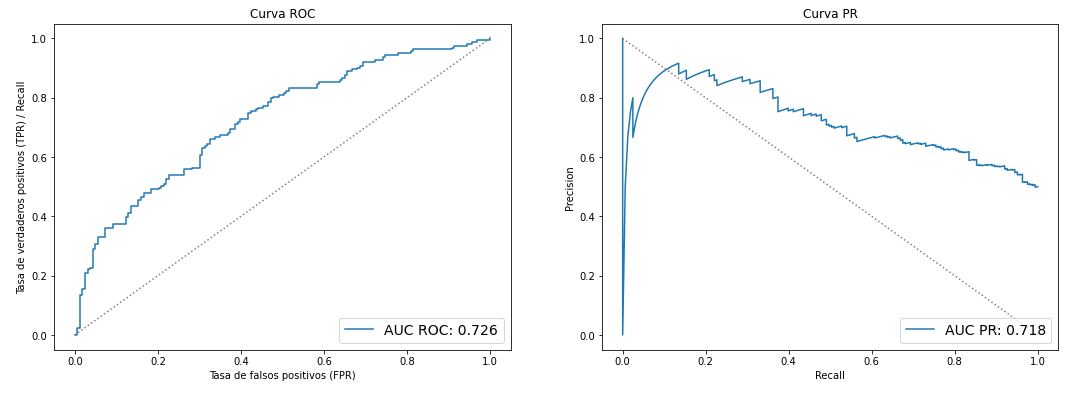 Curva ROC
Tasa de verdaderos positivos (TPR) / Recall
1.0
0.8
0.6
0.4
0.2
0.0
AUC ROC: 0.726
0.0 0.2 0.4 0.6 0.8 1.0
Tasa de falsos positivos (FPR)
Curva PR
Precision
1.0
0.8
0.6
0.4
0.2
0.0
AUC PR: 0.718
0.0 0.2 0.4 0.6 0.8 1.0
Recall